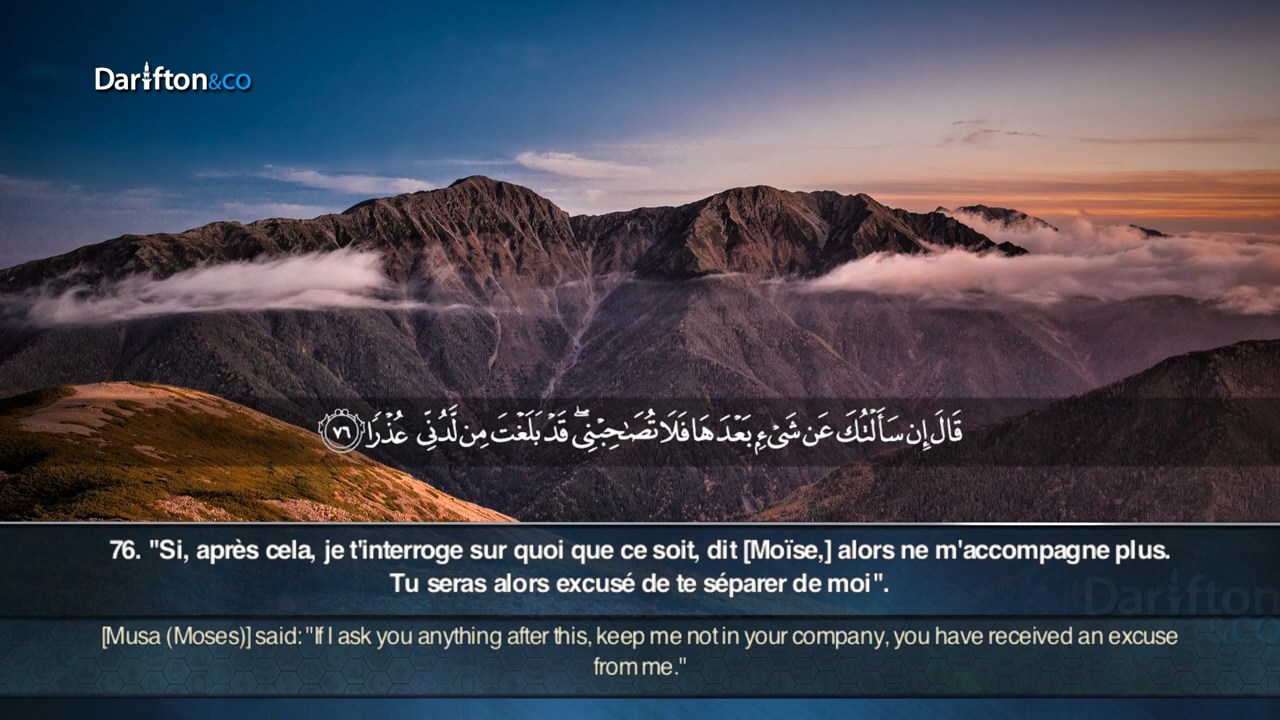 Darifton&co
قَالَ إِن سَأَلْتُكَ عَن شَىْءٍۭ بَعْدَهَا فَلَا تُصَـٰحِبْنِى ۖ قَدْ بَلَغْتَ مِن لَّدُنِّى عُذْرًا ٧٦
76. "Si, après cela, je t'interroge sur quoi que ce soit, dit [Moïse,] alors ne m'accompagne plus.
Tu seras alors excusé de te séparer de moi".
Darifton
&CO
[Musa (Moses)] said: "If I ask you anything after this, keep me not in your company, you have received an excuse
from me."